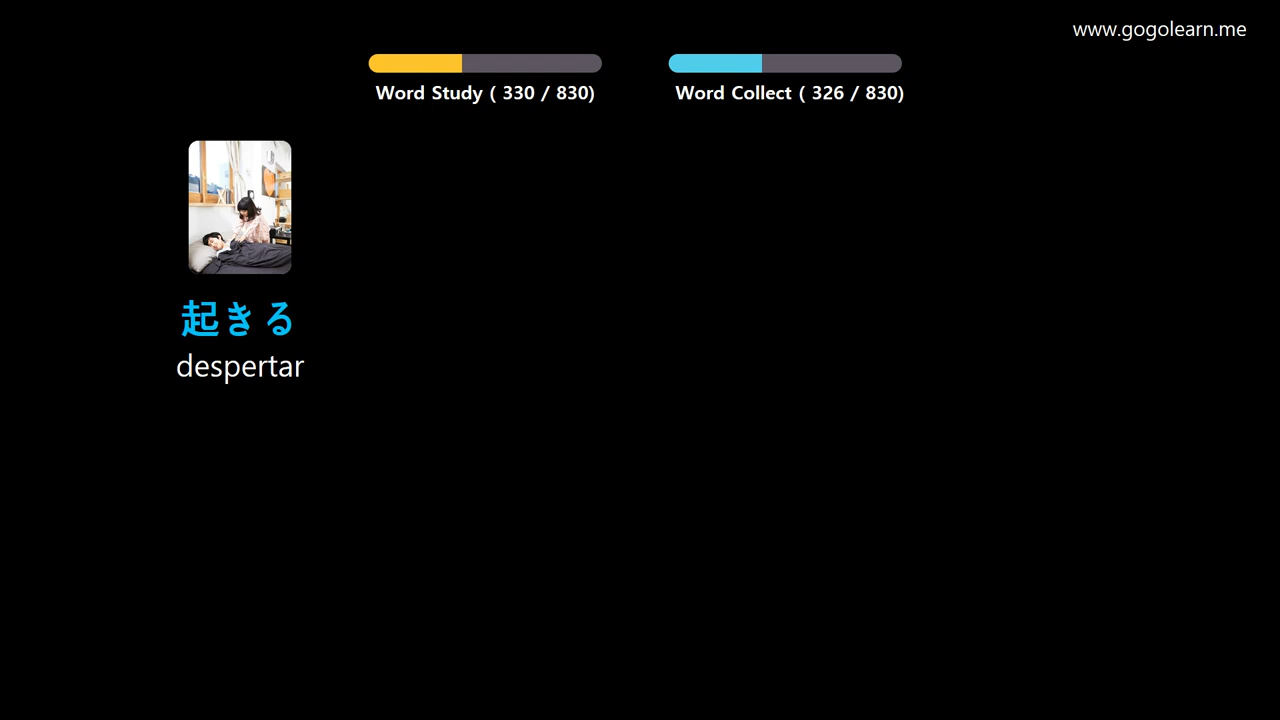 www.gogolearn.me
Word Study ( 330 / 830)
Word Collect ( 326 / 830)
起きる
despertar